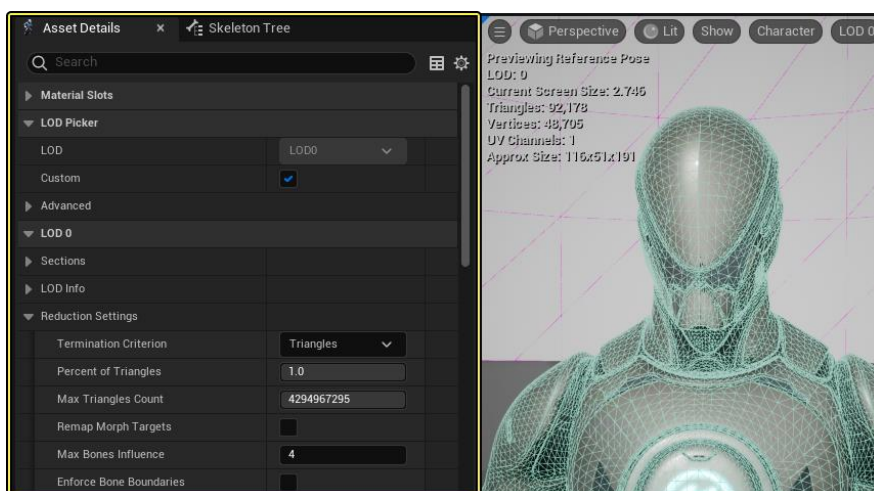 Asset Details
Skeleton Tree
Search
Material Slots
LOD Picker
LOD LOD0
Custom
Advanced
LOD 0
Sections
LOD Info
Reduction Settings
Termination Criterion Triangles
Percent of Triangles 1.0
Max Triangles Count 4294967295
Remap Morph Targets
Max Bones Influence 4
Enforce Bone Boundaries
Perspective Lit Show Character LOD 0
Previewing Reference Pose
LOD: 0
Current Screen Size: 2.746
Triangles: 92,178
Vertices: 48,705
UV Channels: 1
Approx Size: 116x51x191